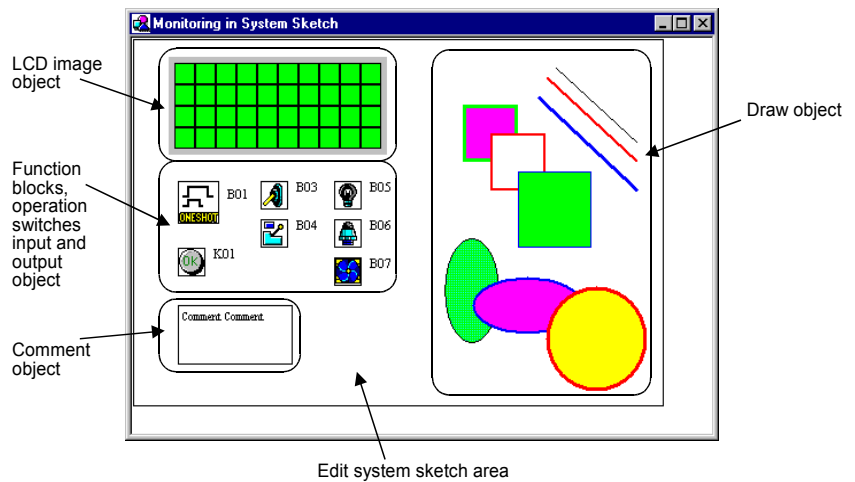 Monitoring in System Sketch
LCD image
object
Function
blocks,
operation
switches
input and
output
object
Comment
object
B01
ONESHOT
B03
B05
B04
B06
OK
K01
B07
Comment Comment
Draw object
Edit system sketch area